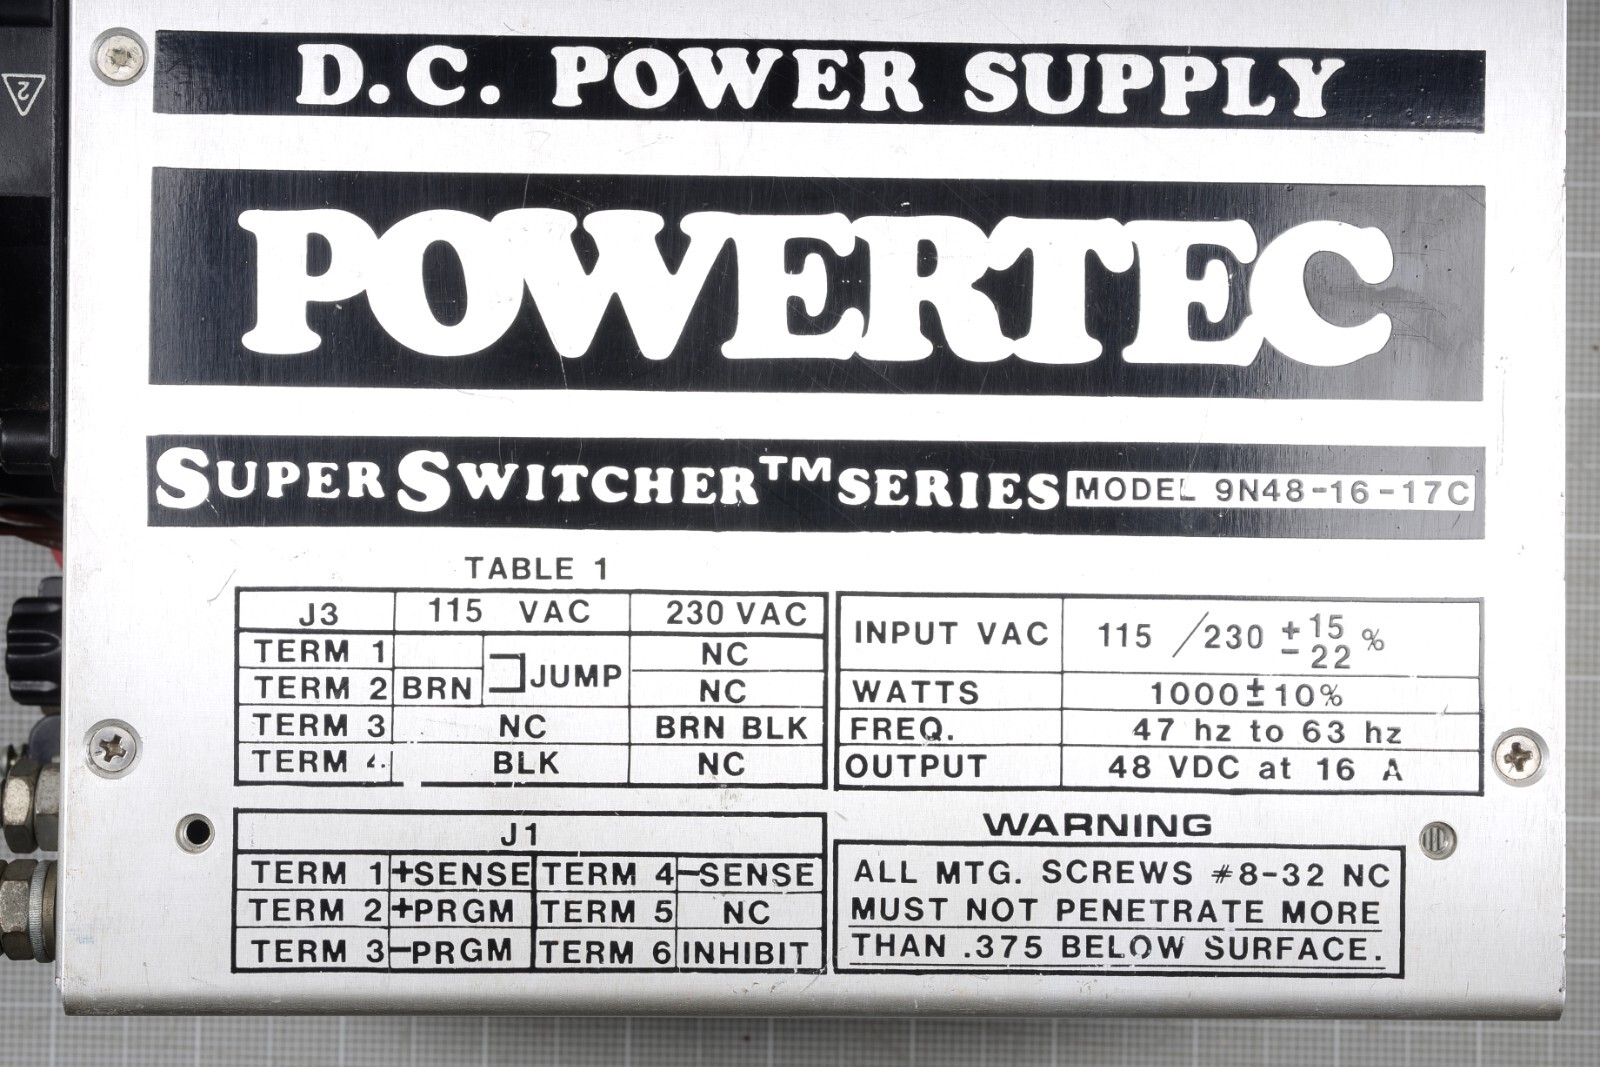 2
D.C. POWER SUPPLY
POWERTEC
SUPER SWITCHER™ SERIES MODEL 9N48-16-17C
TABLE 1
J3 115 VAC 230 VAC
TERM 1 JUMP NC
TERM 2 BRN NC
TERM 3 NC BRN BLK
TERM 4 BLK NC
INPUT VAC 115 / 230 + 15 - 22 %
WATTS 1000 ± 10%
FREQ. 47 hz to 63 hz
OUTPUT 48 VDC at 16 A
J1
TERM 1 +SENSE TERM 4 -SENSE
TERM 2 +PRGM TERM 5 NC
TERM 3 -PRGM TERM 6 INHIBIT
WARNING
ALL MTG. SCREWS #8-32 NC
MUST NOT PENETRATE MORE
THAN .375 BELOW SURFACE.